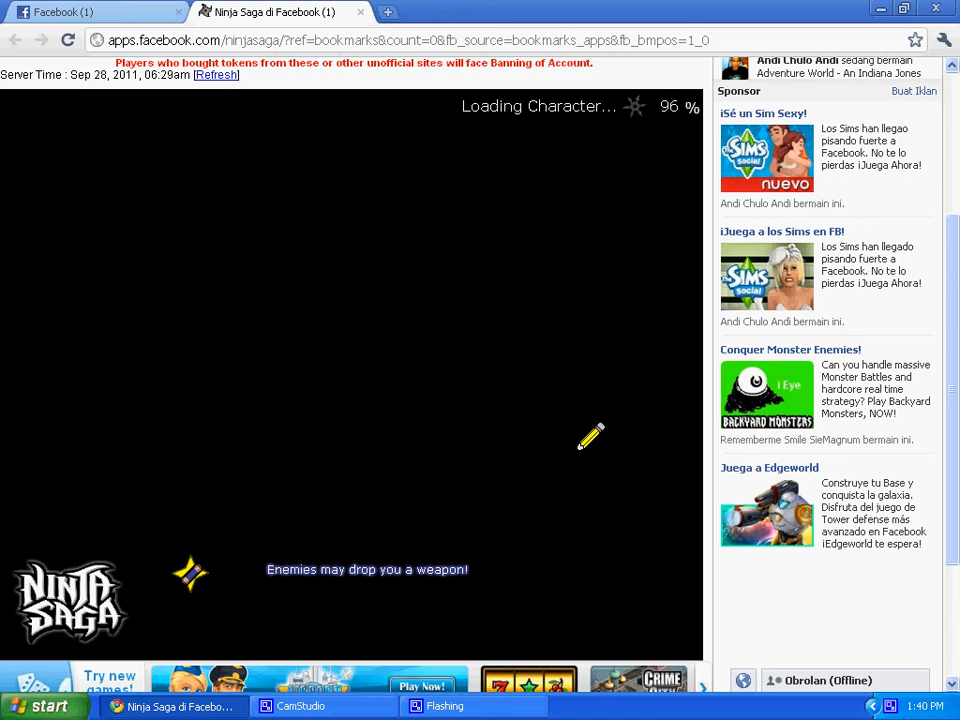 Facebook (1)
Ninja Saga di Facebook (1)
apps.facebook.com/ninjasaga/?ref=bookmarks&count=0&fb_source=bookmarks_apps&fb_bmpos=1_0
Players who bought tokens from these or other unofficial sites will face Banning of Account.
Server Time : Sep 28, 2011, 06:29am [Refresh]
Loading Character... 96 %
Enemies may drop you a weapon!
NINJA
SAGA
Try new
games!
Play Now!
CRIME
Andi Chulo Andi sedang bermain
Adventure World - An Indiana Jones
Sponsor
Buat Iklan
¡Sé un Sim Sexy!
The Sims Social
nuevo
Los Sims han llegao
pisando fuerte a
Facebook. No te lo
pierdas ¡Juega Ahora!
Andi Chulo Andi bermain ini.
¡Juega a los Sims en FB!
The Sims Social
Los Sims han llegado
pisando fuerte a
Facebook. No te lo
pierdas ¡Juega Ahora!
Andi Chulo Andi bermain ini.
Conquer Monster Enemies!
i Eye
BACKYARD MONSTERS
Can you handle massive
Monster Battles and
hardcore real time
strategy? Play Backyard
Monsters, NOW!
Rememberme Smile SieMagnum bermain ini.
Juega a Edgeworld
Construye tu Base y
conquista la galaxia.
Disfruta del juego de
Tower defense más
avanzado en Facebook
¡Edgeworld te espera!
Obrolan (Offline)
start
Ninja Saga di Facebo...
CamStudio
Flashing
1:40 PM